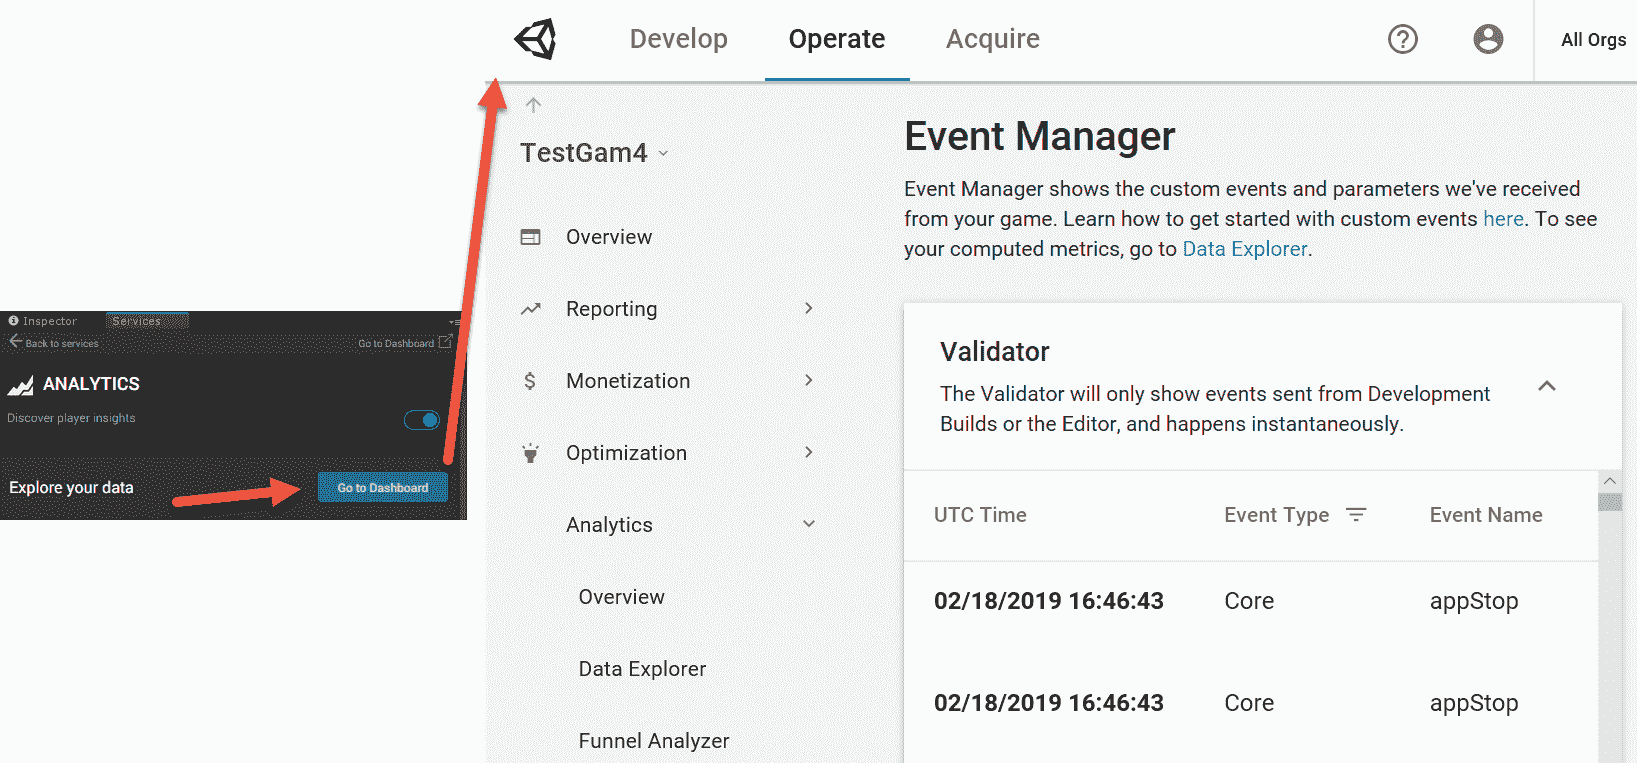 Develop
Operate
Acquire
All Orgs
TestGam4
Overview
Reporting
Monetization
Optimization
Analytics
Overview
Data Explorer
Funnel Analyzer
Event Manager
Event Manager shows the custom events and parameters we've received
from your game. Learn how to get started with custom events here. To see
your computed metrics, go to Data Explorer.
Validator
The Validator will only show events sent from Development
Builds or the Editor, and happens instantaneously.
UTC Time Event Type Event Name
02/18/2019 16:46:43 Core appStop
02/18/2019 16:46:43 Core appStop
Inspector
Services
Back to services
Go to Dashboard
ANALYTICS
Discover player insights
Explore your data
Go to Dashboard